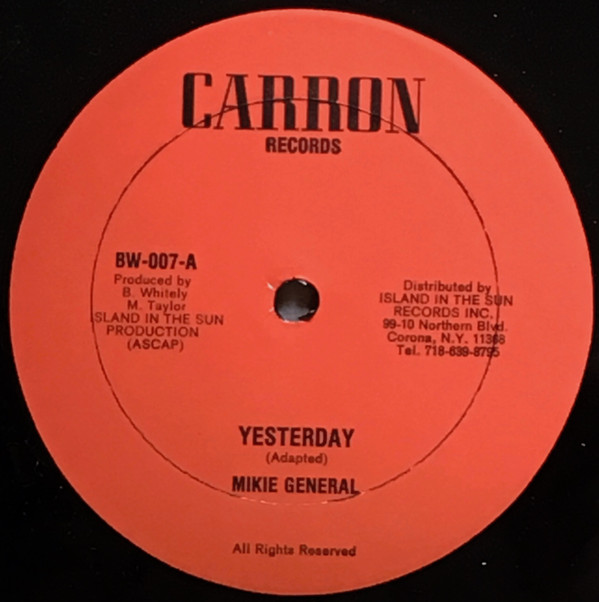 CARRON
RECORDS
BW-007-A
Produced by
B. Whitely
M. Taylor
ISLAND IN THE SUN
PRODUCTION
(ASCAP)
Distributed by
ISLAND IN THE SUN
RECORDS INC.
99-10 Northern Blvd.
Corona, N.Y. 11368
Tel. 718-639-8795
YESTERDAY
(Adapted)
MIKIE GENERAL
All Rights Reserved